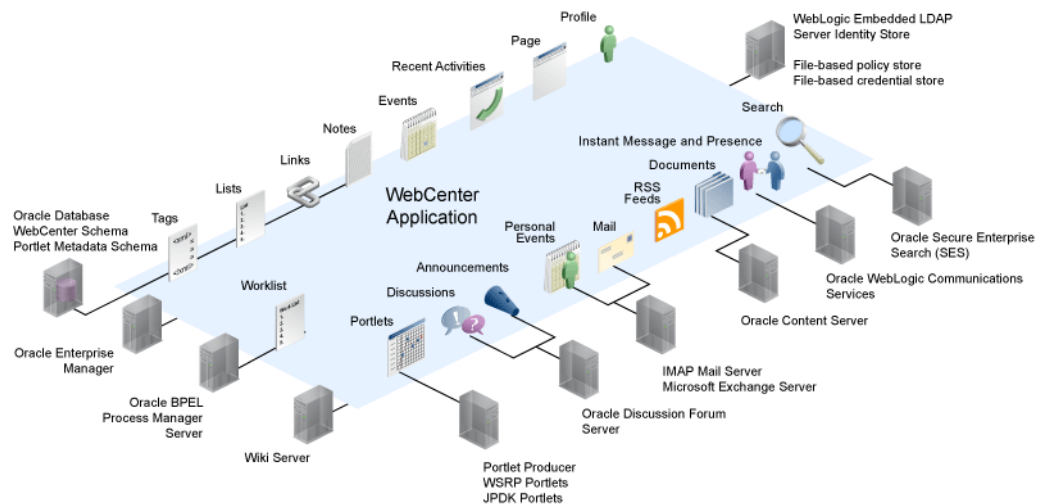 Profile
Page
Recent Activities
Events
Notes
Links
Lists
Tags
WebLogic Embedded LDAP
Server Identity Store
File-based policy store
File-based credential store
Search
Instant Message and Presence
Documents
RSS
Feeds
WebCenter
Application
Personal
Events
Mail
Announcements
Discussions
Portlets
Worklist
Oracle Database
WebCenter Schema
Portlet Metadata Schema
Oracle Enterprise
Manager
Oracle BPEL
Process Manager
Server
Wiki Server
Portlet Producer
WSRP Portlets
JPDK Portlets
Oracle Discussion Forum
Server
IMAP Mail Server
Microsoft Exchange Server
Oracle Content Server
Oracle WebLogic Communications
Services
Oracle Secure Enterprise
Search (SES)